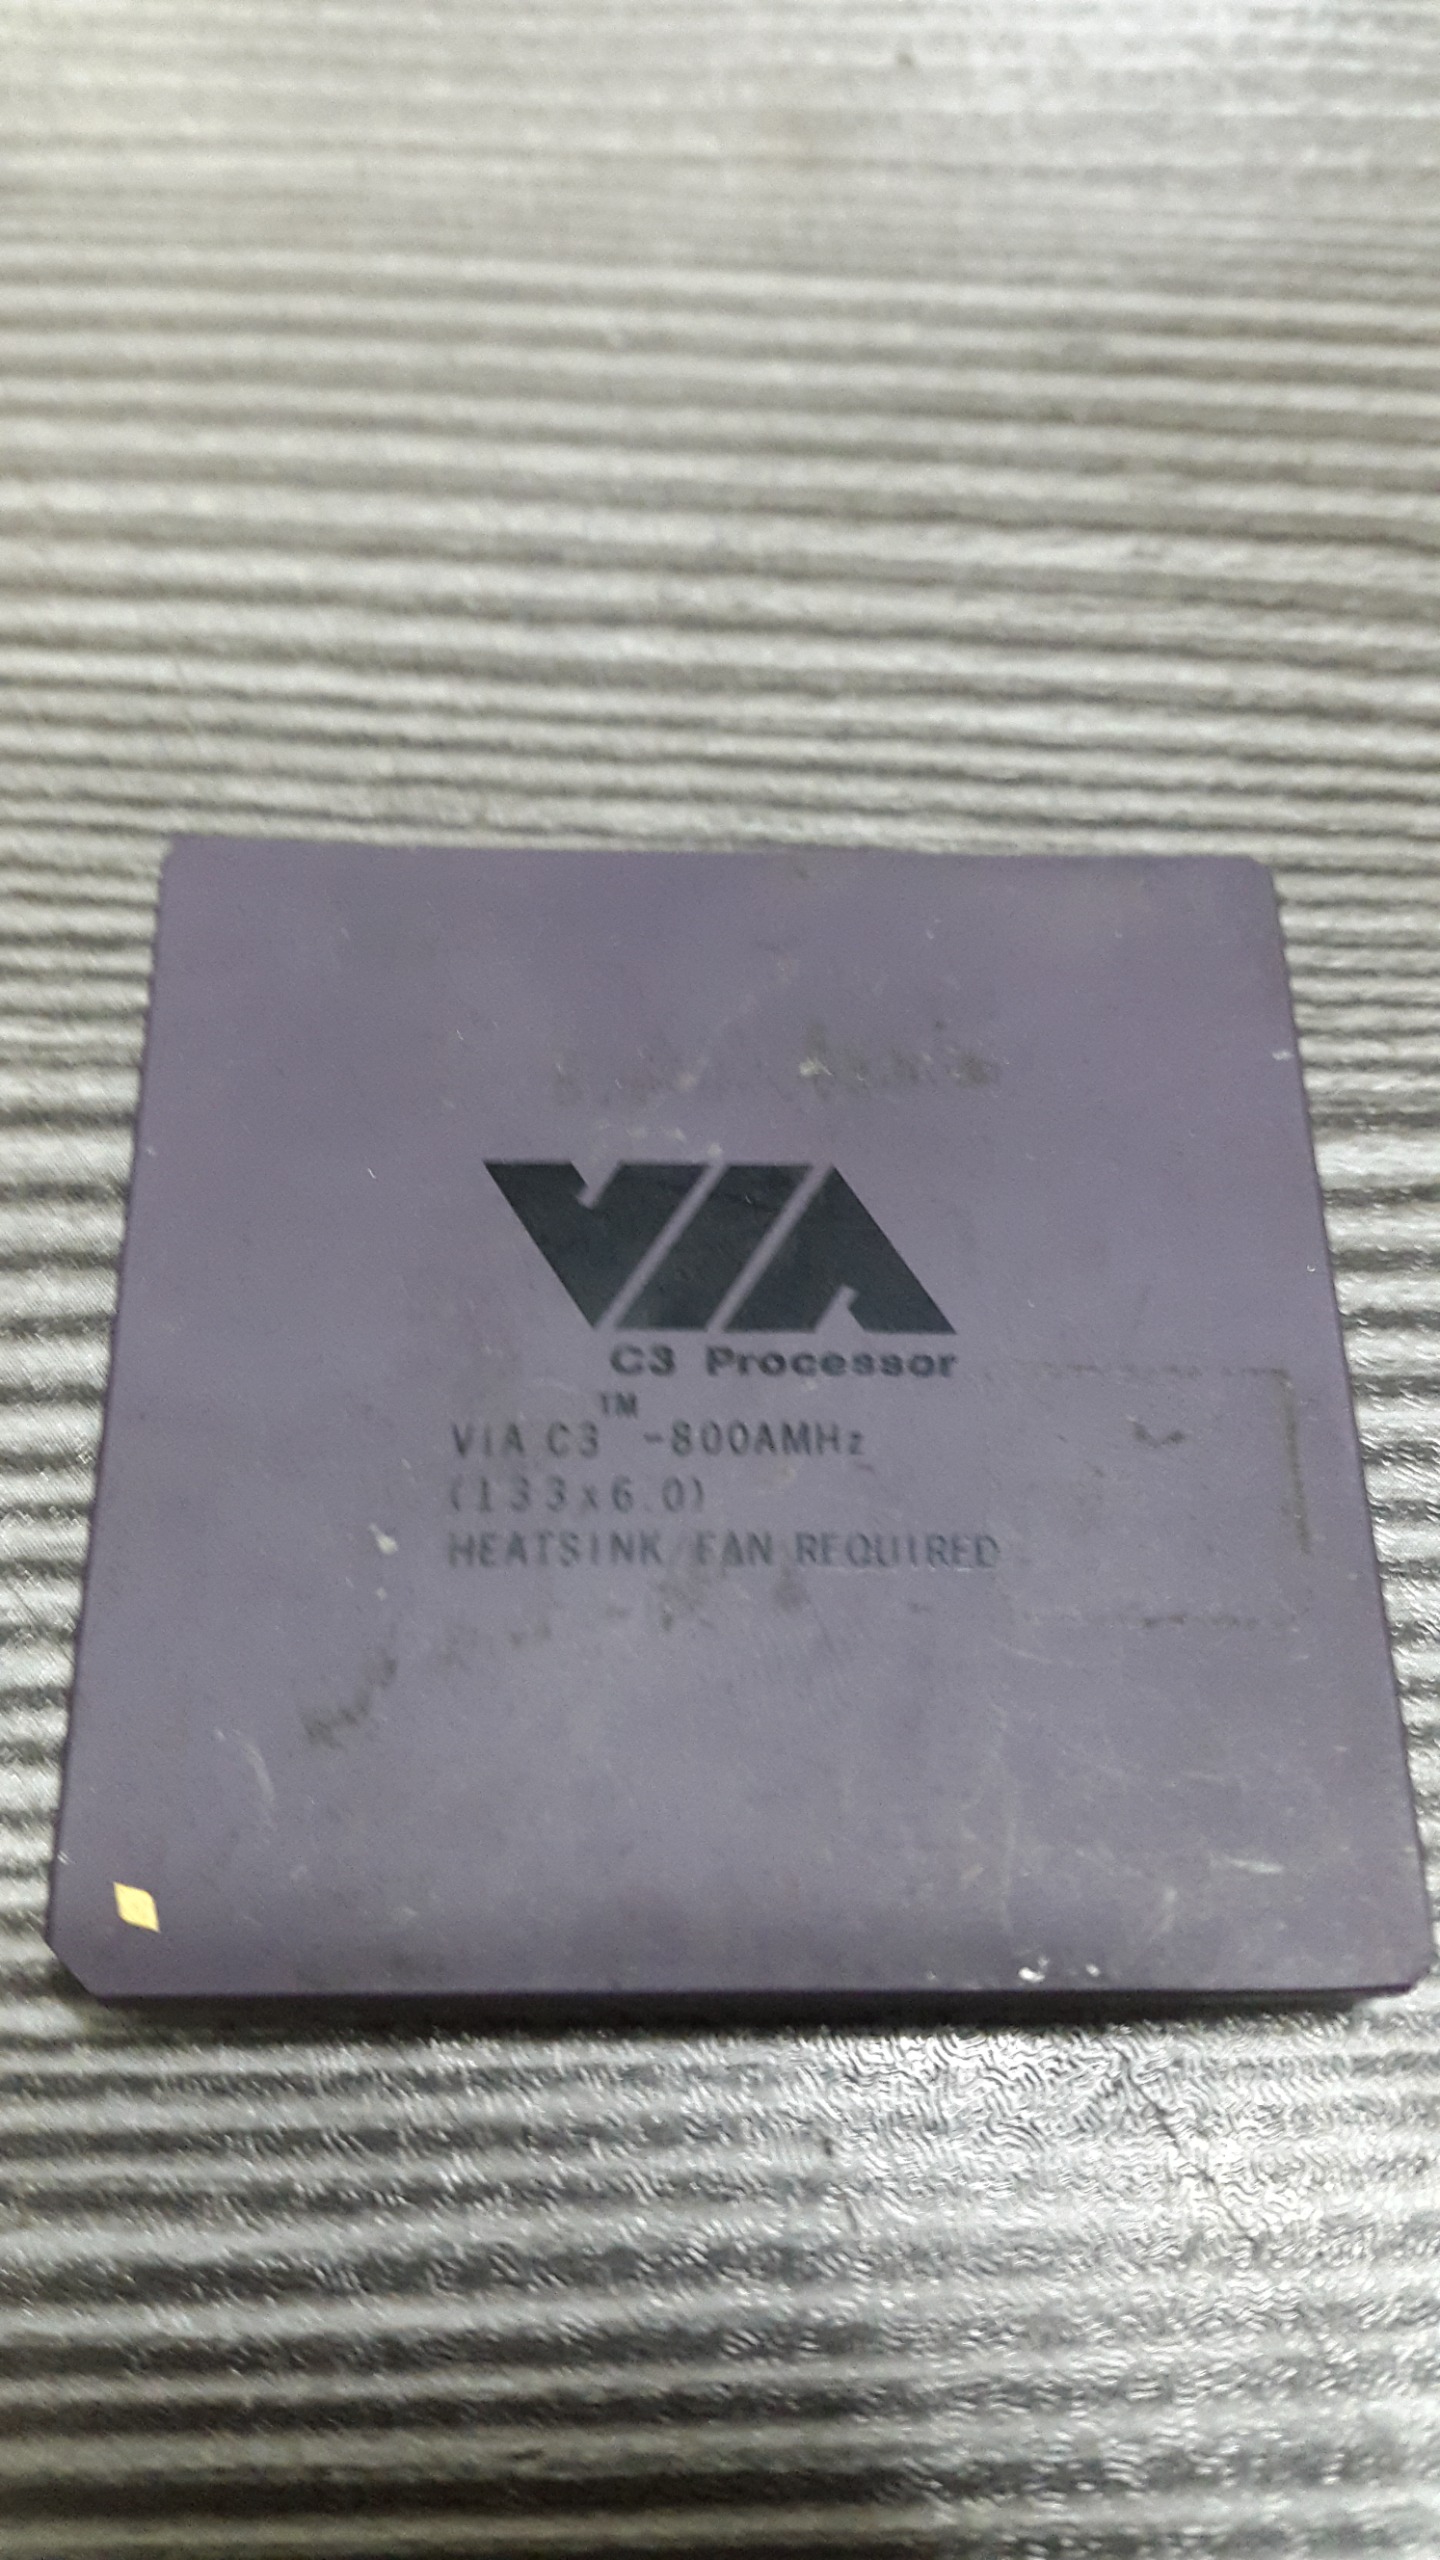 VIA
C3 Processor
VIA C3™-800AMHz
(133x6.0)
HEATSINK/FAN REQUIRED